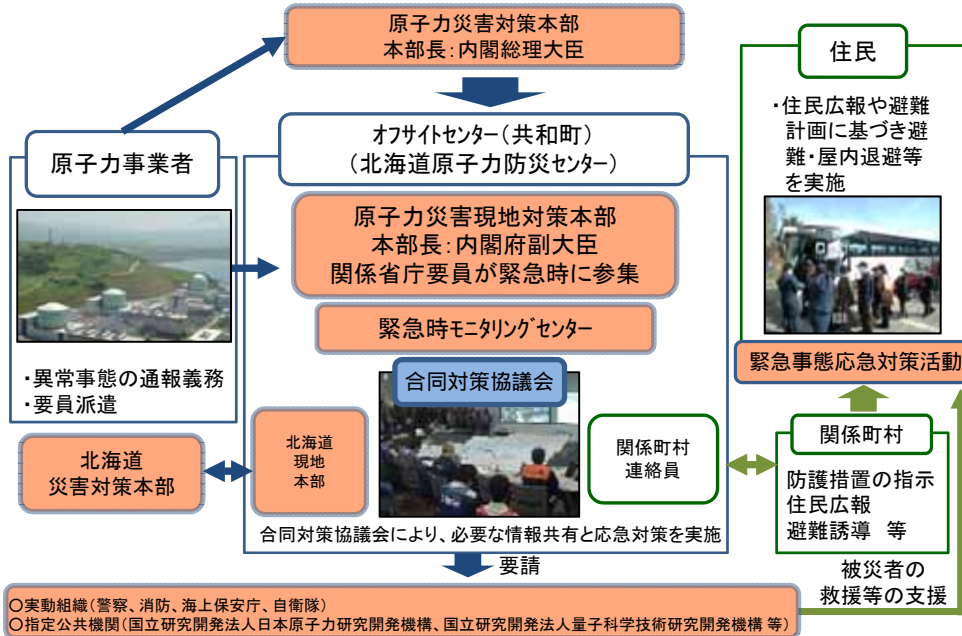 原子力災害対策本部
本部長：内閣総理大臣
住民
・住民広報や避難
計画に基づき避
難・屋内退避等
を実施
オフサイトセンター（共和町）
（北海道原子力防災センター）
原子力事業者
原子力災害現地対策本部
本部長：内閣府副大臣
関係省庁要員が緊急時に参集
緊急時モニタリングセンター
・異常事態の通報義務
・要員派遣
合同対策協議会
緊急事態応急対策活動
北海道
災害対策本部
北海道
現地
本部
関係町村
連絡員
関係町村
防護措置の指示
住民広報
避難誘導　等
合同対策協議会により、必要な情報共有と応急対策を実施
要請
被災者の
救援等の支援
○実動組織（警察、消防、海上保安庁、自衛隊）
○指定公共機関（国立研究開発法人日本原子力研究開発機構、国立研究開発法人量子科学技術研究開発機構 等）